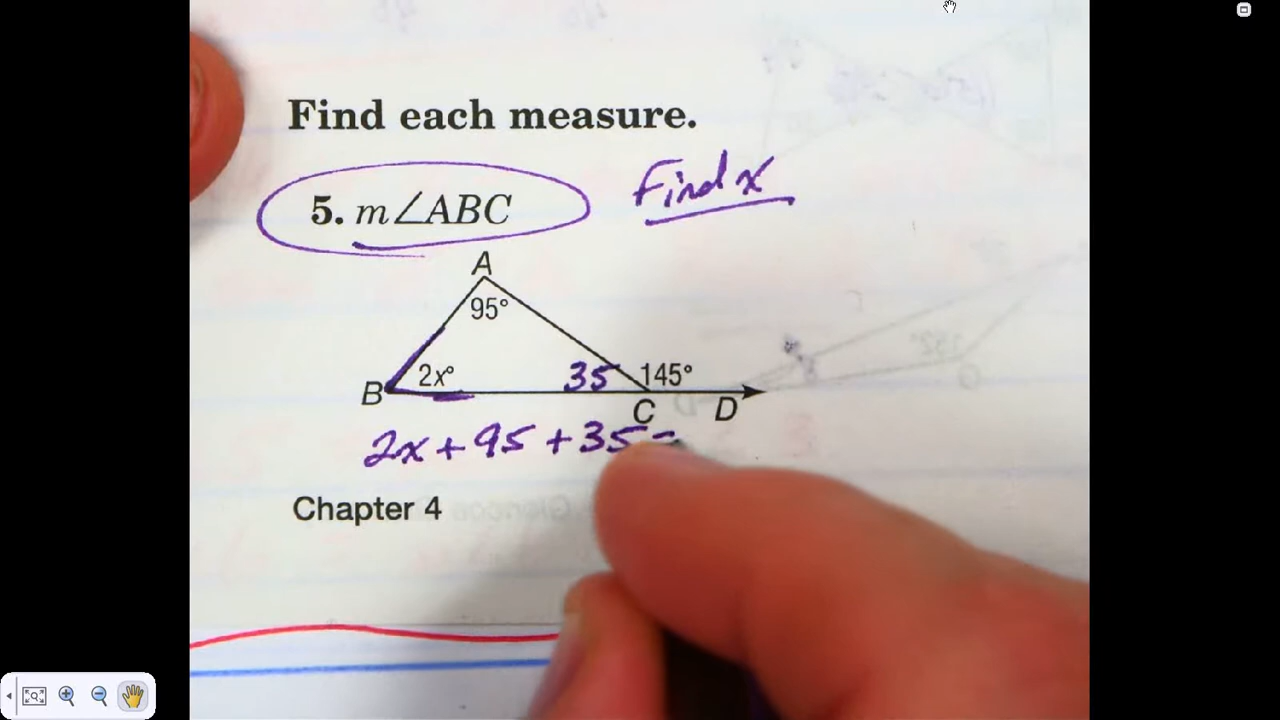 Find each measure.
5. m∠ABC
Find x
A
95°
B
2x°
35
145°
C
D
2x + 95 + 35 =
Chapter 4